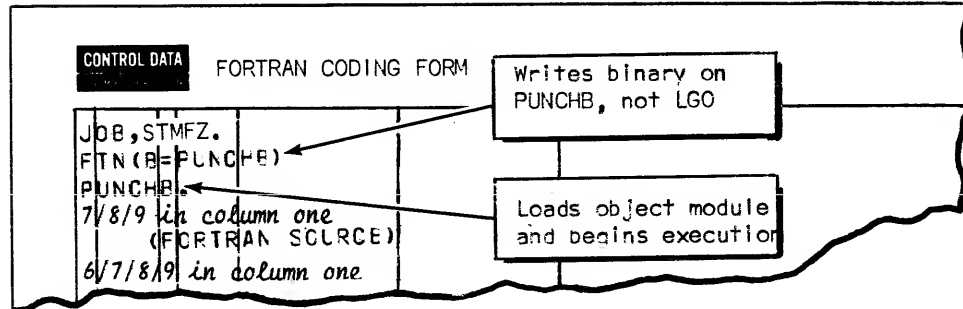 CONTROL DATA FORTRAN CODING FORM
Writes binary on
PUNCHB, not LGO
JOB,STMFZ.
FTN(B=PUNCHB)
PUNCHB.
7/8/9 in column one
(FORTRAN SOURCE)
6/7/8/9 in column one
Loads object module
and begins execution